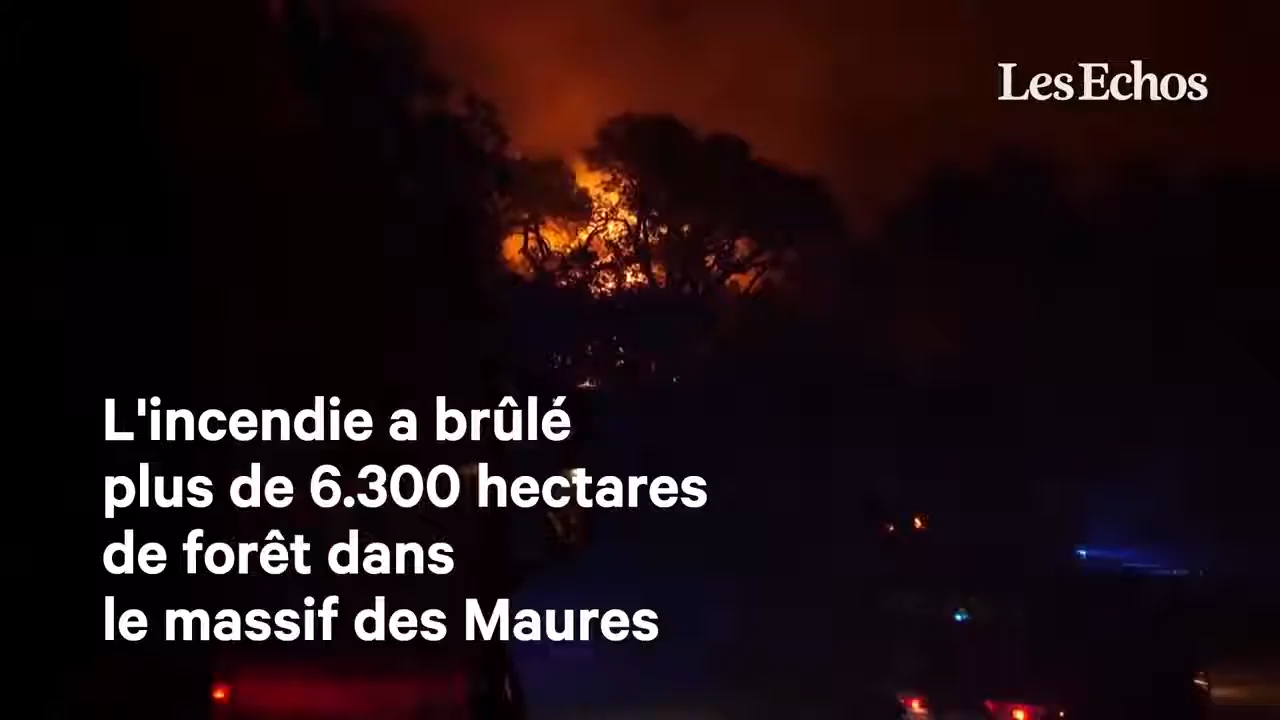 Les Echos
L'incendie a brûlé
plus de 6.300 hectares
de forêt dans
le massif des Maures